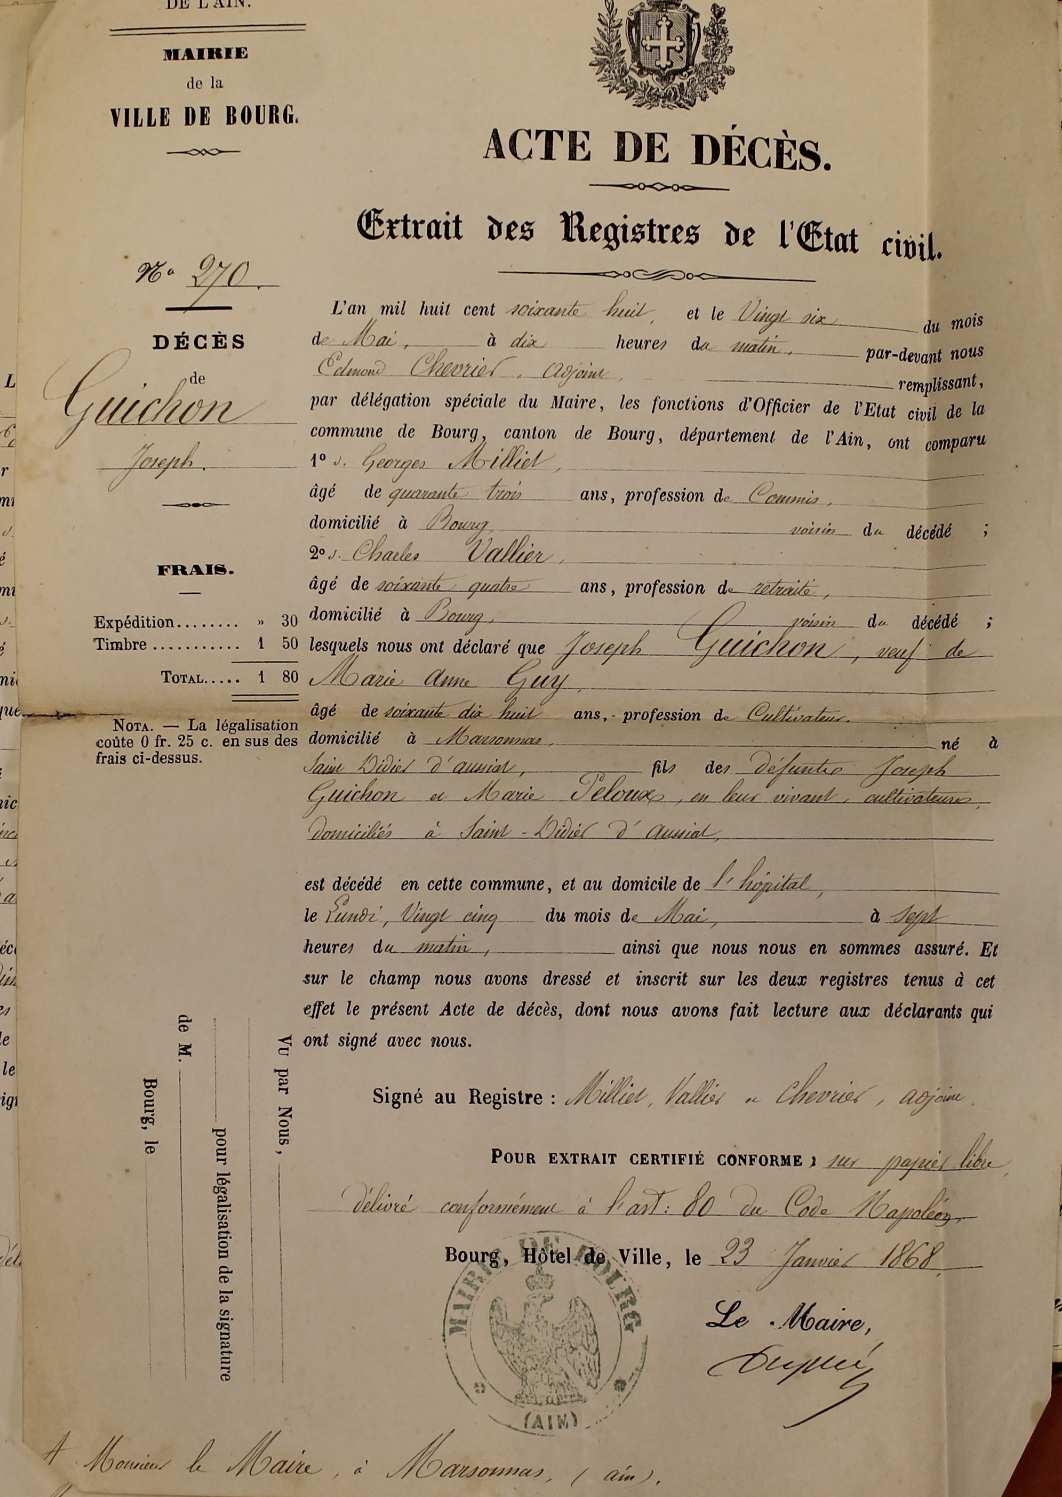 DE L'AIN.
MAIRIE
de la
VILLE DE BOURG.
ACTE DE DÉCÈS.
Extrait des Registres de l'Etat civil.
No 270.
DÉCÈS
de
Guichon
Joseph.
FRAIS.
Expédition........ » 30
Timbre........... 1 50
TOTAL..... 1 80
NOTA. — La légalisation
coûte 0 fr. 25 c. en sus des
frais ci-dessus.
L'an mil huit cent soixante huit, et le Vingt six du mois
de Mai, à dix heures du matin, par-devant nous
Edmond Chevrier, adjoint, remplissant,
par délégation spéciale du Maire, les fonctions d'Officier de l'Etat civil de la
commune de Bourg, canton de Bourg, département de l'Ain, ont comparu
1o s. Georges Milliet,
âgé de quarante trois ans, profession de Commis,
domicilié à Bourg voisin du décédé ;
2o s. Charles Vallier,
âgé de soixante quatre ans, profession de retraité,
domicilié à Bourg, voisin du décédé ;
lesquels nous ont déclaré que Joseph Guichon, veuf de
Marie Anne Guy,
âgé de soixante dix huit ans, profession de Cultivateur.
domicilié à Marsonnas, né à
Saint Didier d'aussiat, fils des défunts Joseph
Guichon et Marie Peloux, en leur vivant, cultivateurs,
domiciliés à Saint-Didier d'aussiat,
est décédé en cette commune, et au domicile de l'hôpital,
le Lundi, Vingt cinq du mois de Mai, à sept
heures du matin, ainsi que nous nous en sommes assuré. Et
sur le champ nous avons dressé et inscrit sur les deux registres tenus à cet
effet le présent Acte de décès, dont nous avons fait lecture aux déclarants qui
ont signé avec nous.
Signé au Registre : Milliet, Vallier et Chevrier, adjoint.
POUR EXTRAIT CERTIFIÉ CONFORME ; sur papier libre,
délivré conformément à l'art: 80 du Code Napoléon.
Bourg, Hôtel de Ville, le 23 Janvier 1868.
Le Maire,
MAIRIE DE BOURG
(AIN)
VU par Nous,
pour légalisation de la signature
de M.
Bourg, le
A Monsieur le Maire, à Marsonnas, (ain).